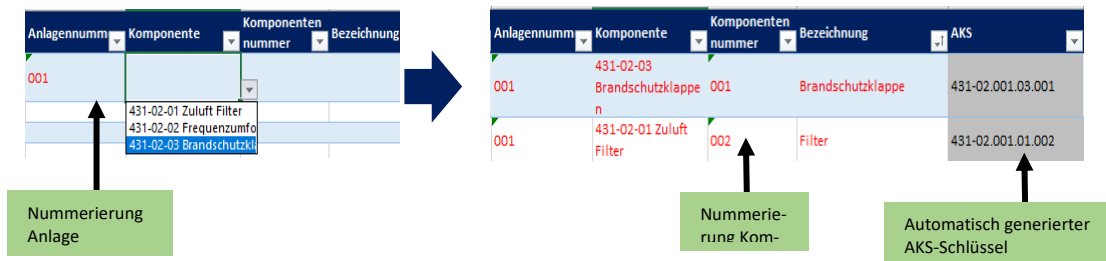 Anlagennumm
Komponente
Komponenten
nummer
Bezeichnung
001
431-02-01 Zuluft Filter
431-02-02 Frequenzumfo
431-02-03 Brandschutzkl
Nummerierung
Anlage
Anlagennumm
Komponente
Komponenten
nummer
Bezeichnung
AKS
001
431-02-03
Brandschutzklappe
n
001
Brandschutzklappe
431-02.001.03.001
001
431-02-01 Zuluft
Filter
002
Filter
431-02.001.01.002
Nummerie-
rung Kom-
Automatisch generierter
AKS-Schlüssel